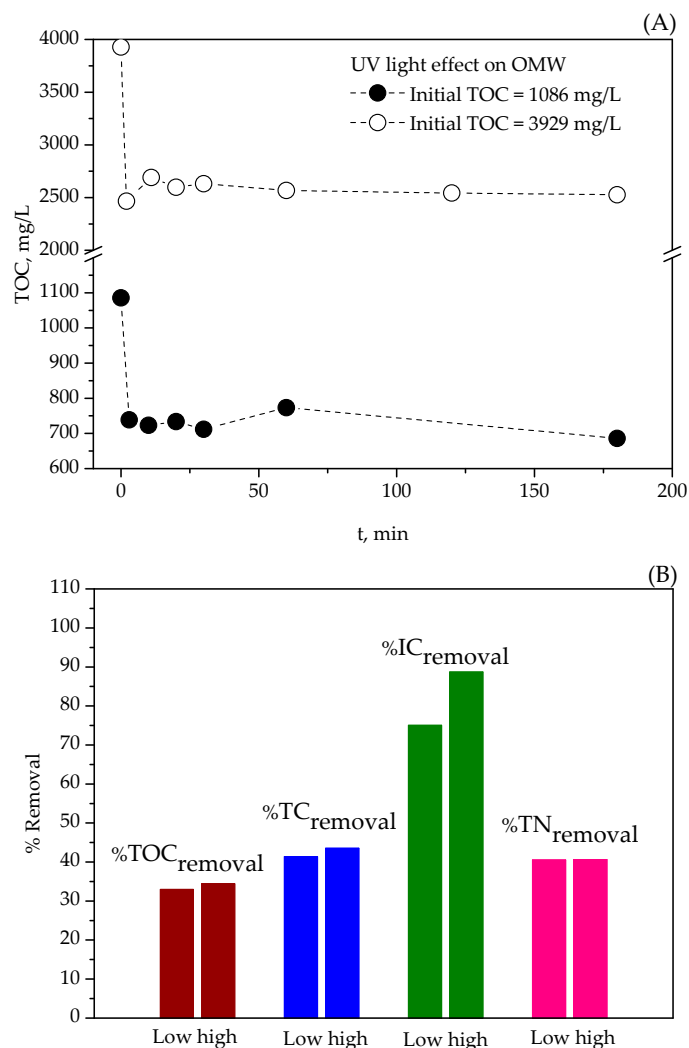 (A)
4000
3500
3000
2500
2000
1100
1000
900
800
700
600
TOC, mg/L
UV light effect on OMW
Initial TOC = 1086 mg/L
Initial TOC = 3929 mg/L
0 50 100 150 200
t, min
(B)
110
100
90
80
70
60
50
40
30
20
10
0
% Removal
%TOCremoval
%TCremoval
%ICremoval
%TNremoval
Low high Low high Low high Low high